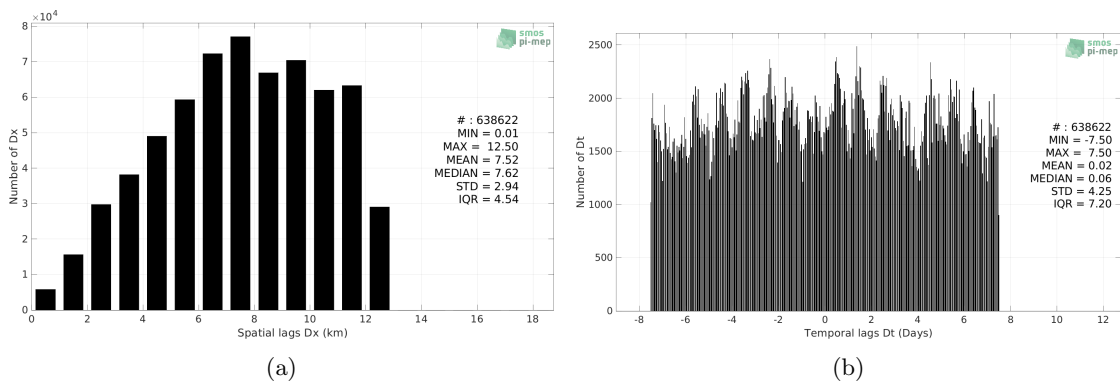 ×10⁴
8
7
6
5
4
3
2
1
0
Number of Dx
0 2 4 6 8 10 12 14 16 18
Spatial lags Dx (km)
smos
pi-mep
# : 638622
MIN = 0.01
MAX = 12.50
MEAN = 7.52
MEDIAN = 7.62
STD = 2.94
IQR = 4.54
(a)
2500
2000
1500
1000
500
0
Number of Dt
-8 -6 -4 -2 0 2 4 6 8 10 12
Temporal lags Dt (Days)
smos
pi-mep
# : 638622
MIN = -7.50
MAX = 7.50
MEAN = 0.02
MEDIAN = 0.06
STD = 4.25
IQR = 7.20
(b)